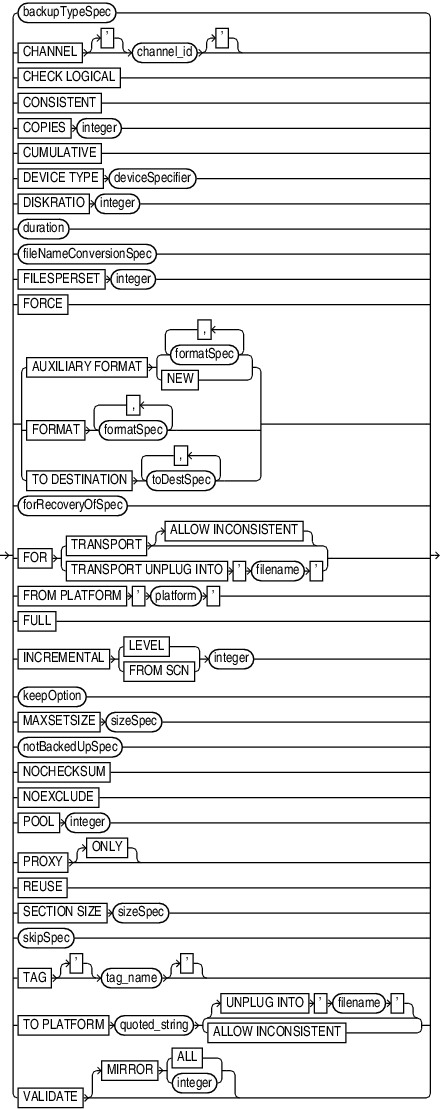 backupTypeSpec
CHANNEL ' channel_id '
CHECK LOGICAL
CONSISTENT
COPIES integer
CUMULATIVE
DEVICE TYPE deviceSpecifier
DISKRATIO integer
duration
fileNameConversionSpec
FILESPERSET integer
FORCE
,
AUXILIARY FORMAT formatSpec
NEW
,
FORMAT formatSpec
,
TO DESTINATION toDestSpec
forRecoveryOfSpec
FOR TRANSPORT ALLOW INCONSISTENT
TRANSPORT UNPLUG INTO ' filename '
FROM PLATFORM ' platform '
FULL
INCREMENTAL LEVEL
FROM SCN integer
keepOption
MAXSETSIZE sizeSpec
notBackedUpSpec
NOCHECKSUM
NOEXCLUDE
POOL integer
PROXY ONLY
REUSE
SECTION SIZE sizeSpec
skipSpec
TAG ' tag_name '
TO PLATFORM quoted_string UNPLUG INTO ' filename '
ALLOW INCONSISTENT
VALIDATE MIRROR ALL
integer